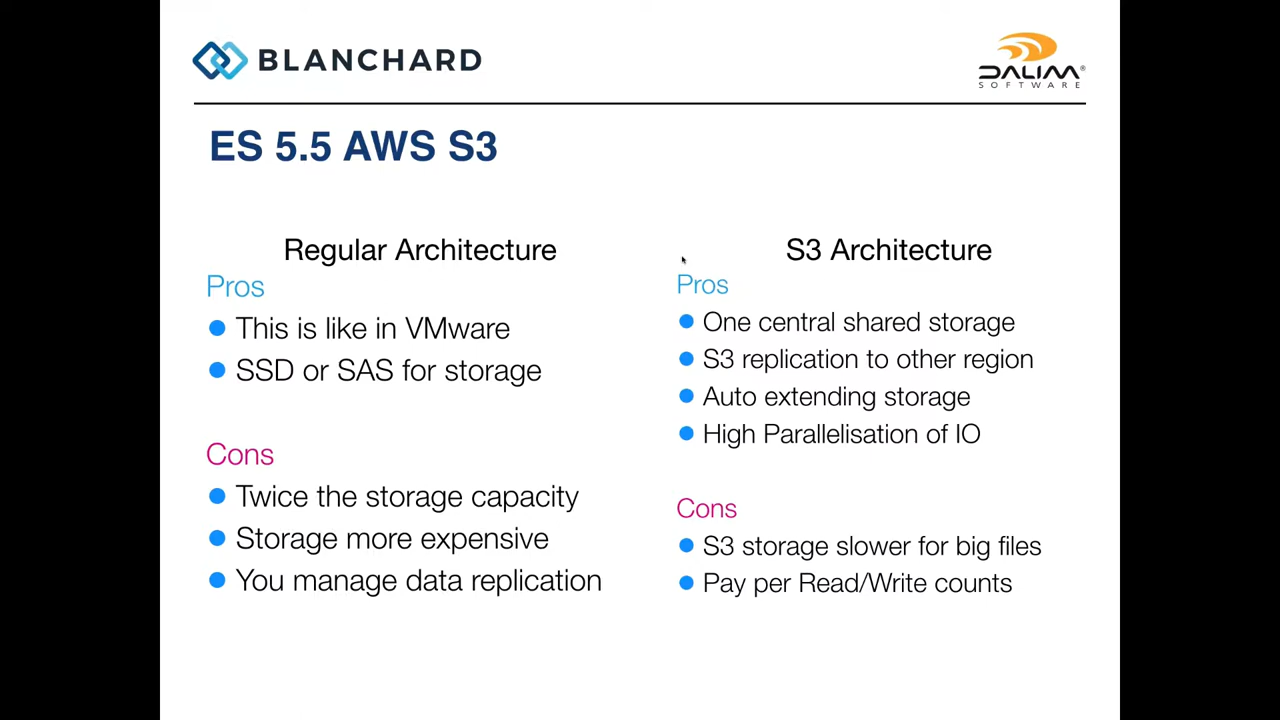 BLANCHARD
DALIM®
SOFTWARE
ES 5.5 AWS S3
Regular Architecture
Pros
This is like in VMware
SSD or SAS for storage
Cons
Twice the storage capacity
Storage more expensive
You manage data replication
S3 Architecture
Pros
One central shared storage
S3 replication to other region
Auto extending storage
High Parallelisation of IO
Cons
S3 storage slower for big files
Pay per Read/Write counts